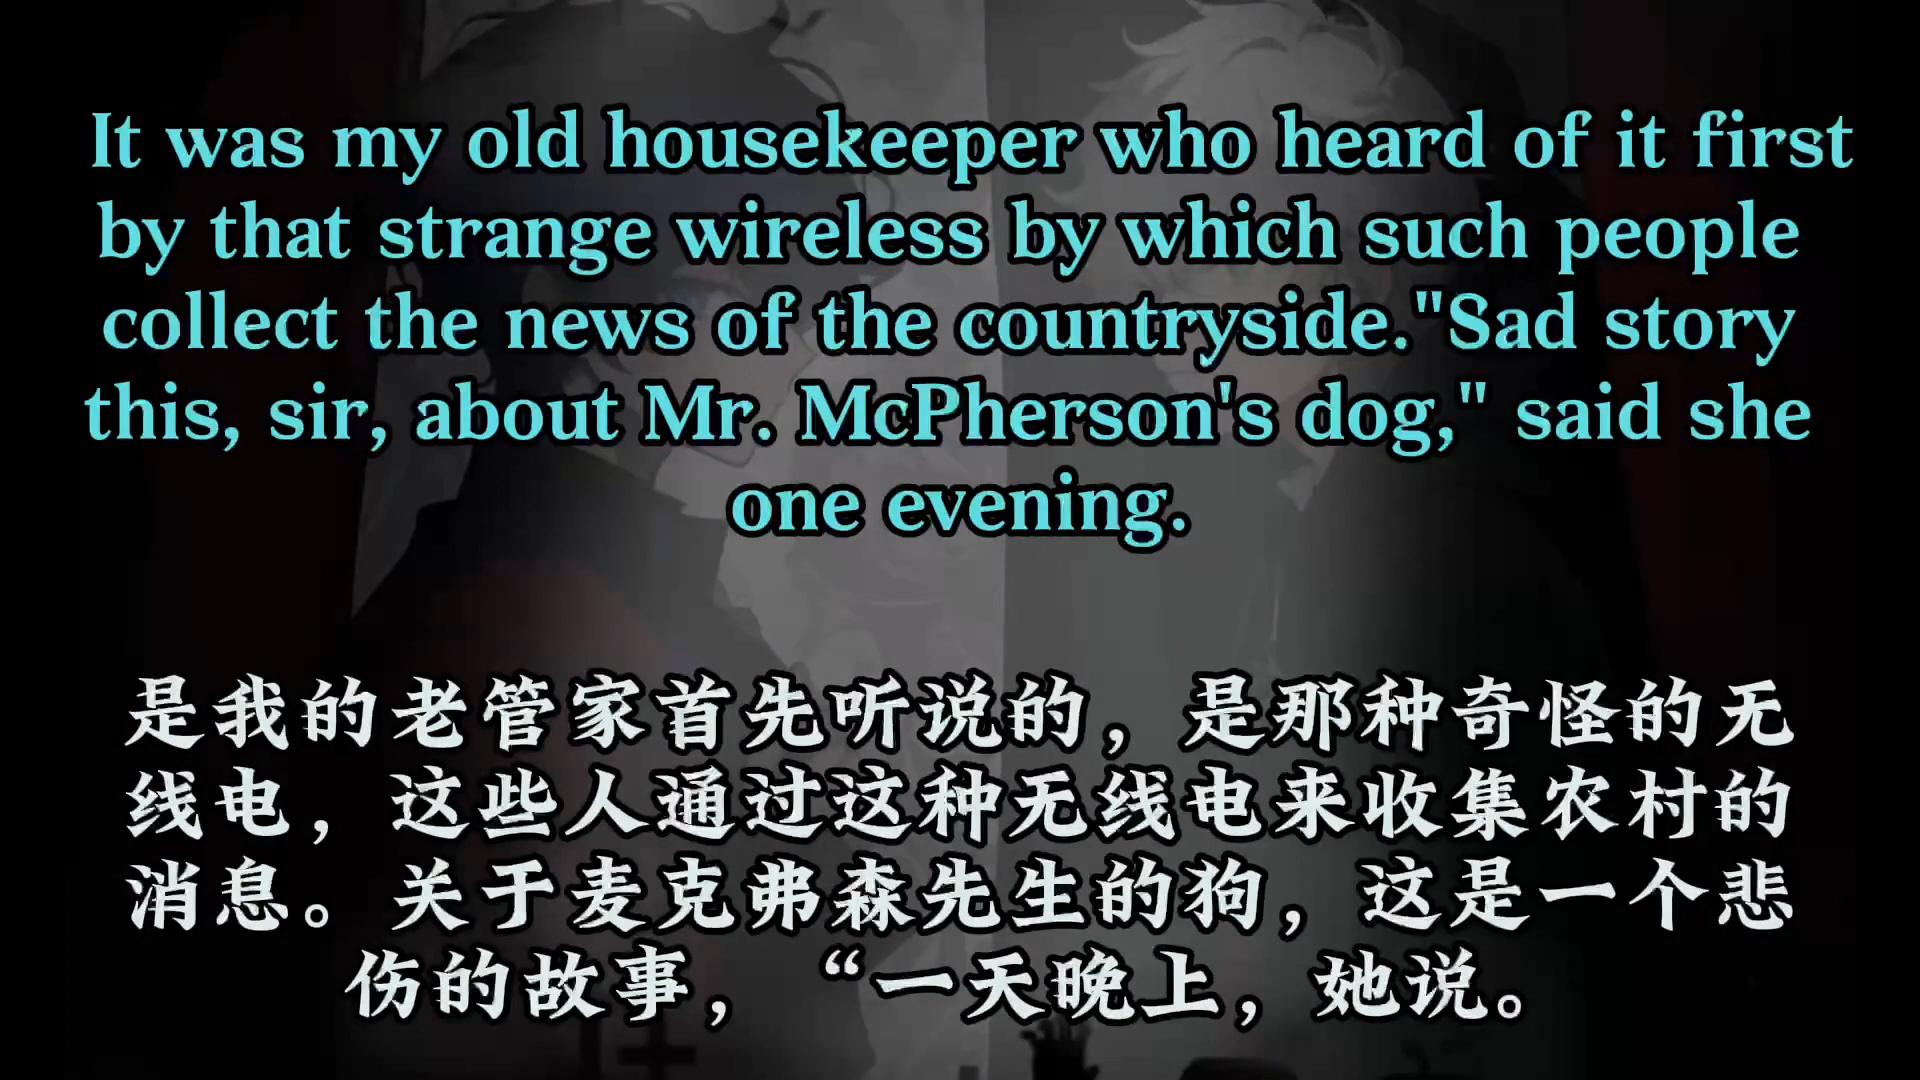 It was my old housekeeper who heard of it first
by that strange wireless by which such people
collect the news of the countryside."Sad story
this, sir, about Mr. McPherson's dog," said she
one evening.
是我的老管家首先听说的，是那种奇怪的无
线电，这些人通过这种无线电来收集农村的
消息。关于麦克弗森先生的狗，这是一个悲
伤的故事，“一天晚上，她说。